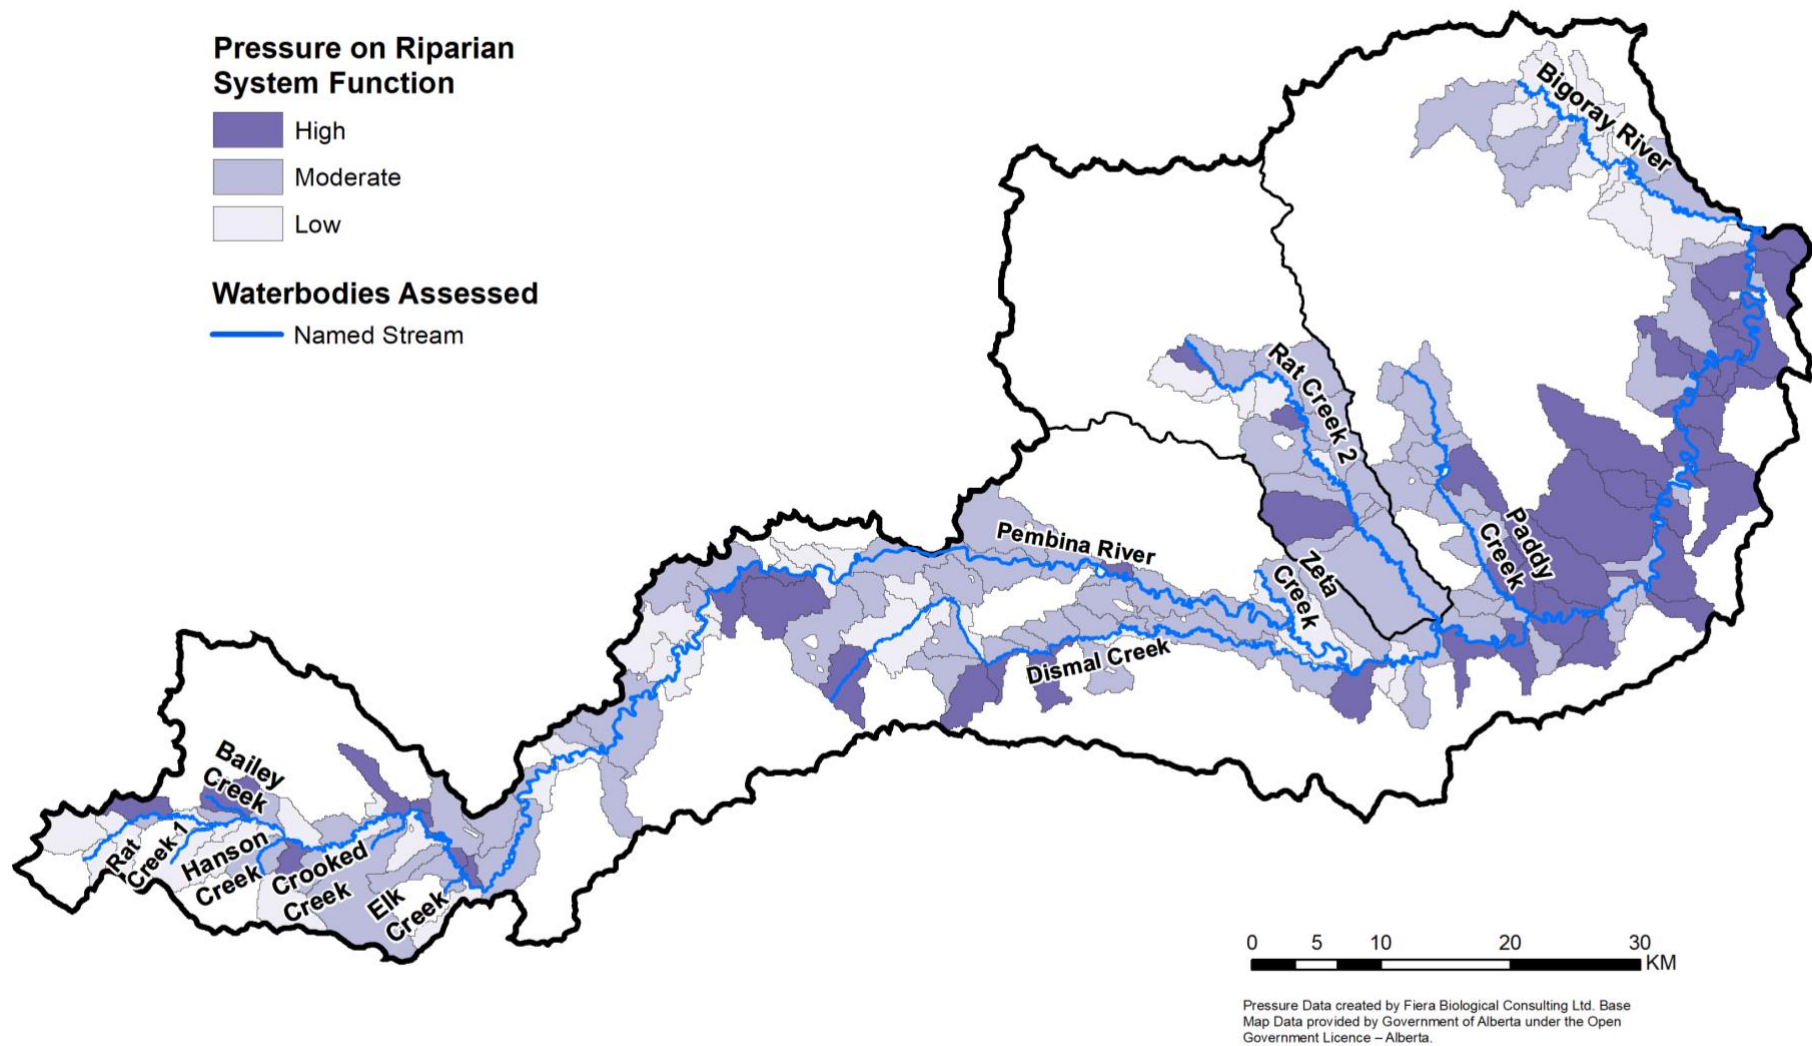 Pressure on Riparian
System Function
High
Moderate
Low
Waterbodies Assessed
Named Stream
Bigoray River
Rat Creek 2
Paddy
Creek
Pembina River
Zeta
Creek
Dismal Creek
Bailey
Creek
Rat
Creek 1
Hanson
Creek
Crooked
Creek
Elk
Creek
0 5 10 20 30
KM
Pressure Data created by Fiera Biological Consulting Ltd. Base
Map Data provided by Government of Alberta under the Open
Government Licence – Alberta.